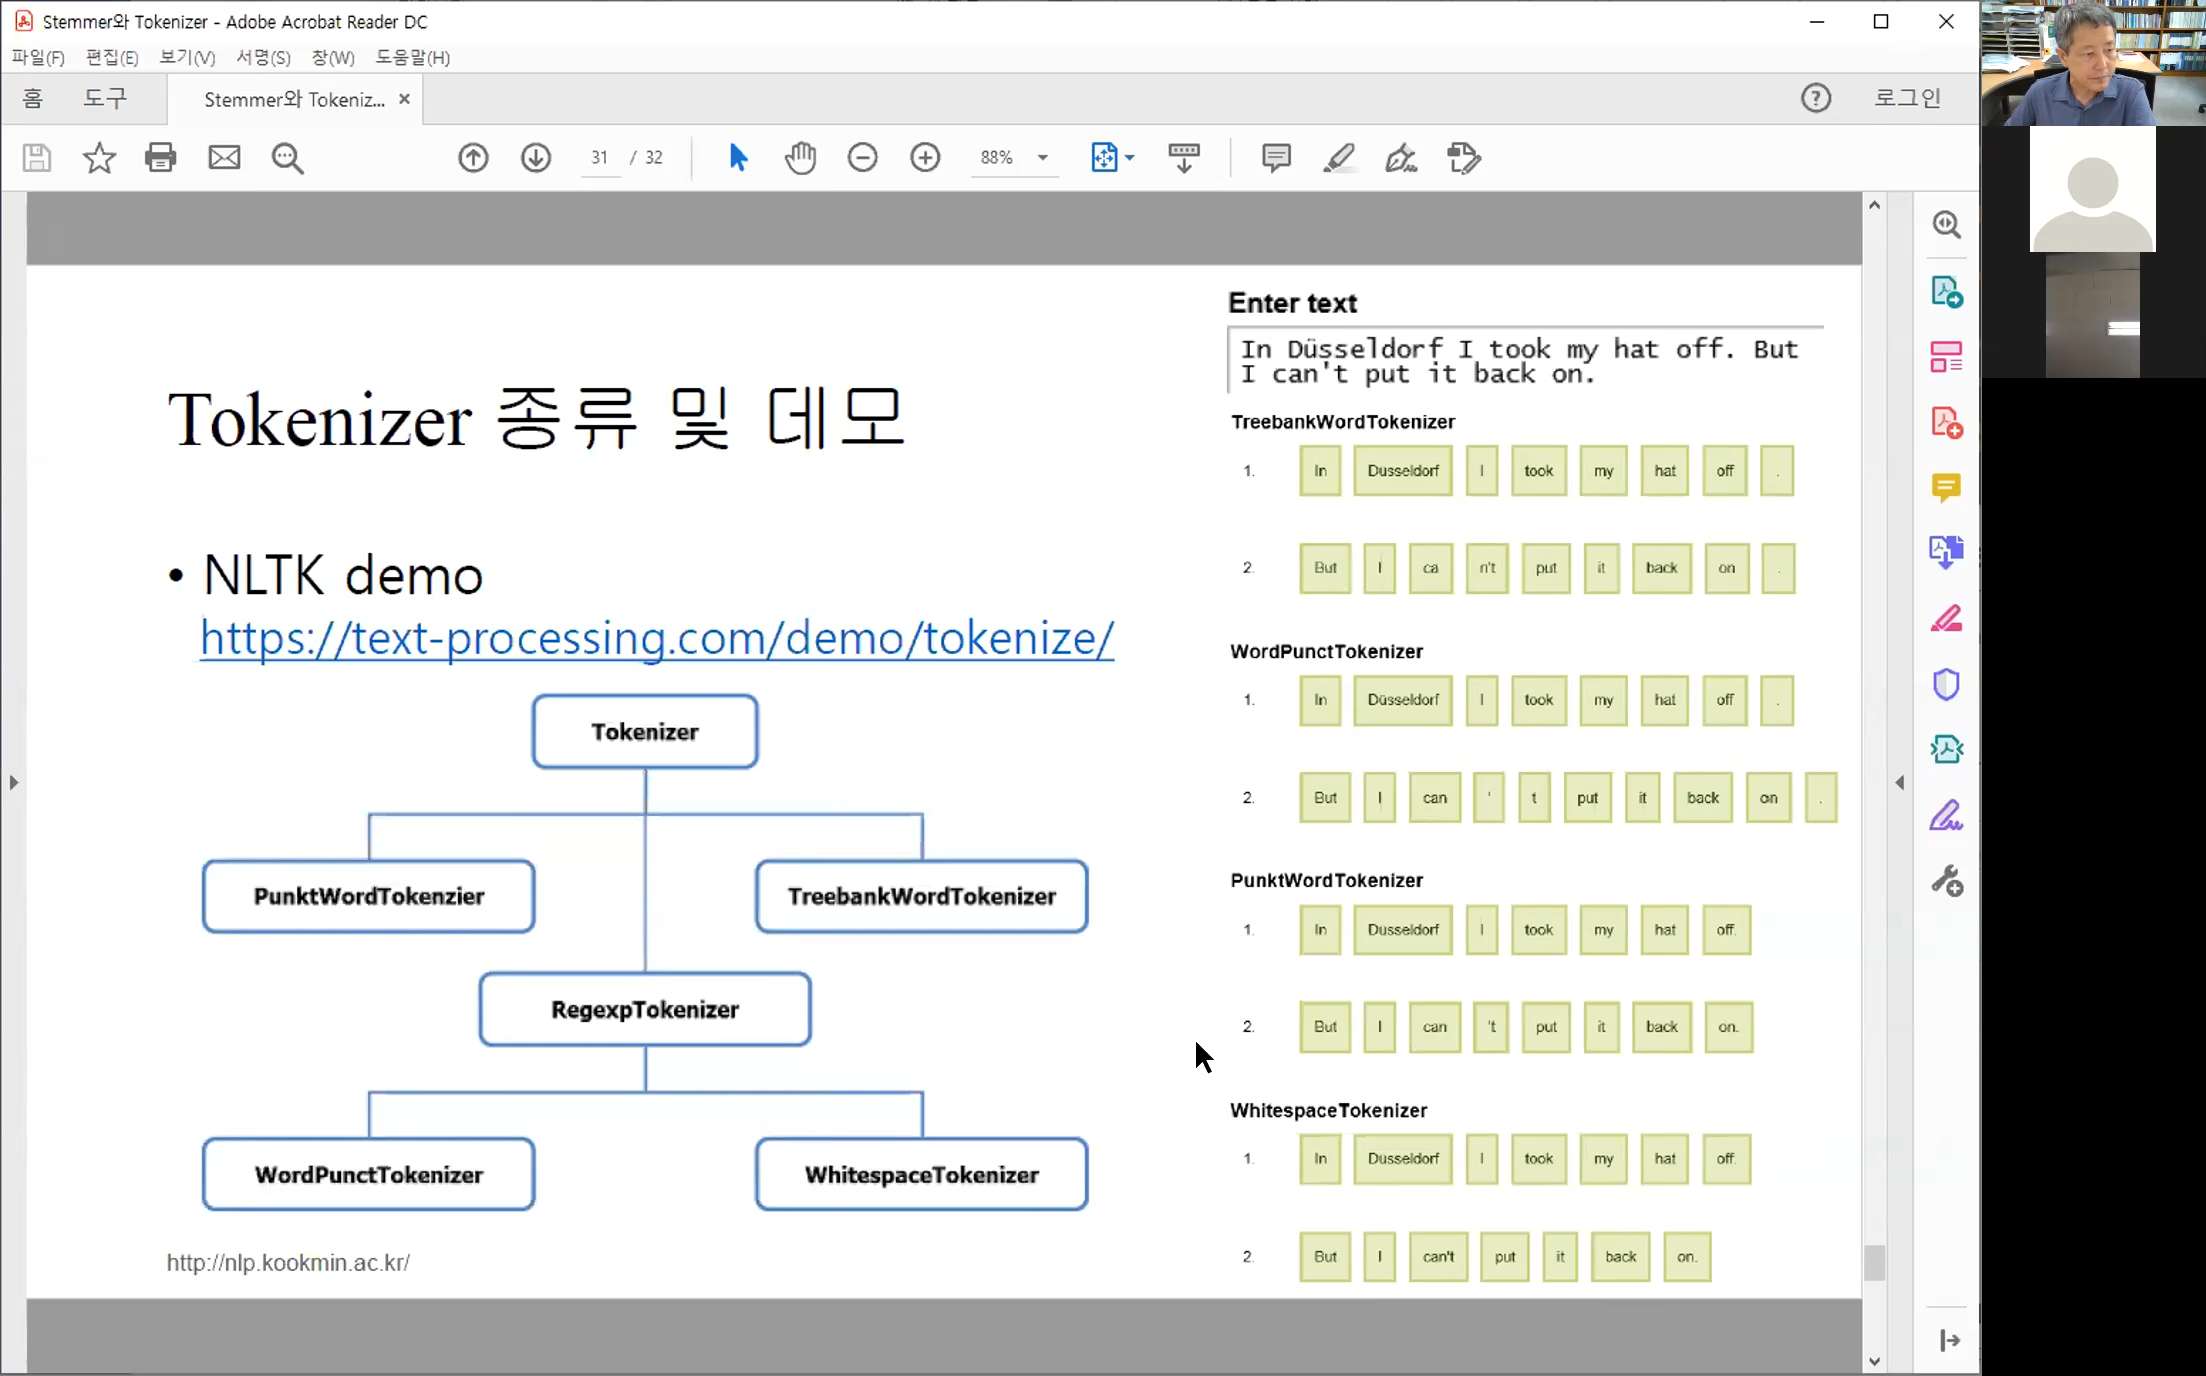 Stemmer와 Tokenizer - Adobe Acrobat Reader DC
파일(F) 편집(E) 보기(V) 서명(S) 창(W) 도움말(H)
홈 도구 Stemmer와 Tokeniz... 로그인
31 / 32 88%
Tokenizer 종류 및 데모
• NLTK demo
https://text-processing.com/demo/tokenize/
Tokenizer
PunktWordTokenzier TreebankWordTokenizer
RegexpTokenizer
WordPunctTokenizer WhitespaceTokenizer
http://nlp.kookmin.ac.kr/
Enter text
In Düsseldorf I took my hat off. But
I can't put it back on.
TreebankWordTokenizer
1. In Dusseldorf I took my hat off .
2. But I ca n't put it back on .
WordPunctTokenizer
1. In Düsseldorf I took my hat off .
2. But I can ' t put it back on .
PunktWordTokenizer
1. In Dusseldorf I took my hat off.
2. But I can 't put it back on.
WhitespaceTokenizer
1. In Dusseldorf I took my hat off.
2. But I can't put it back on.